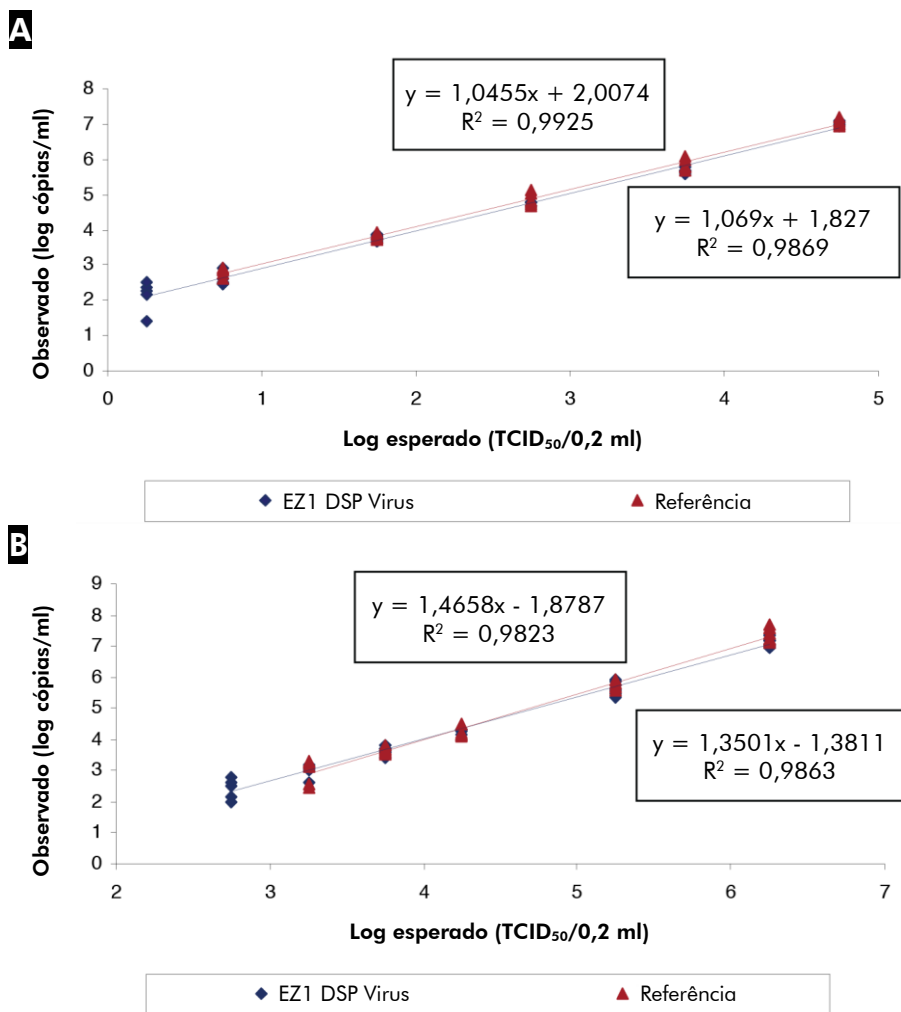 A
y = 1,0455x + 2,0074
R² = 0,9925
y = 1,069x + 1,827
R² = 0,9869
Observado (log cópias/ml)
8
7
6
5
4
3
2
1
0
0 1 2 3 4 5
Log esperado (TCID₅₀/0,2 ml)
EZ1 DSP Virus Referência
B
y = 1,4658x - 1,8787
R² = 0,9823
y = 1,3501x - 1,3811
R² = 0,9863
Observado (log cópias/ml)
9
8
7
6
5
4
3
2
1
0
2 3 4 5 6 7
Log esperado (TCID₅₀/0,2 ml)
EZ1 DSP Virus Referência